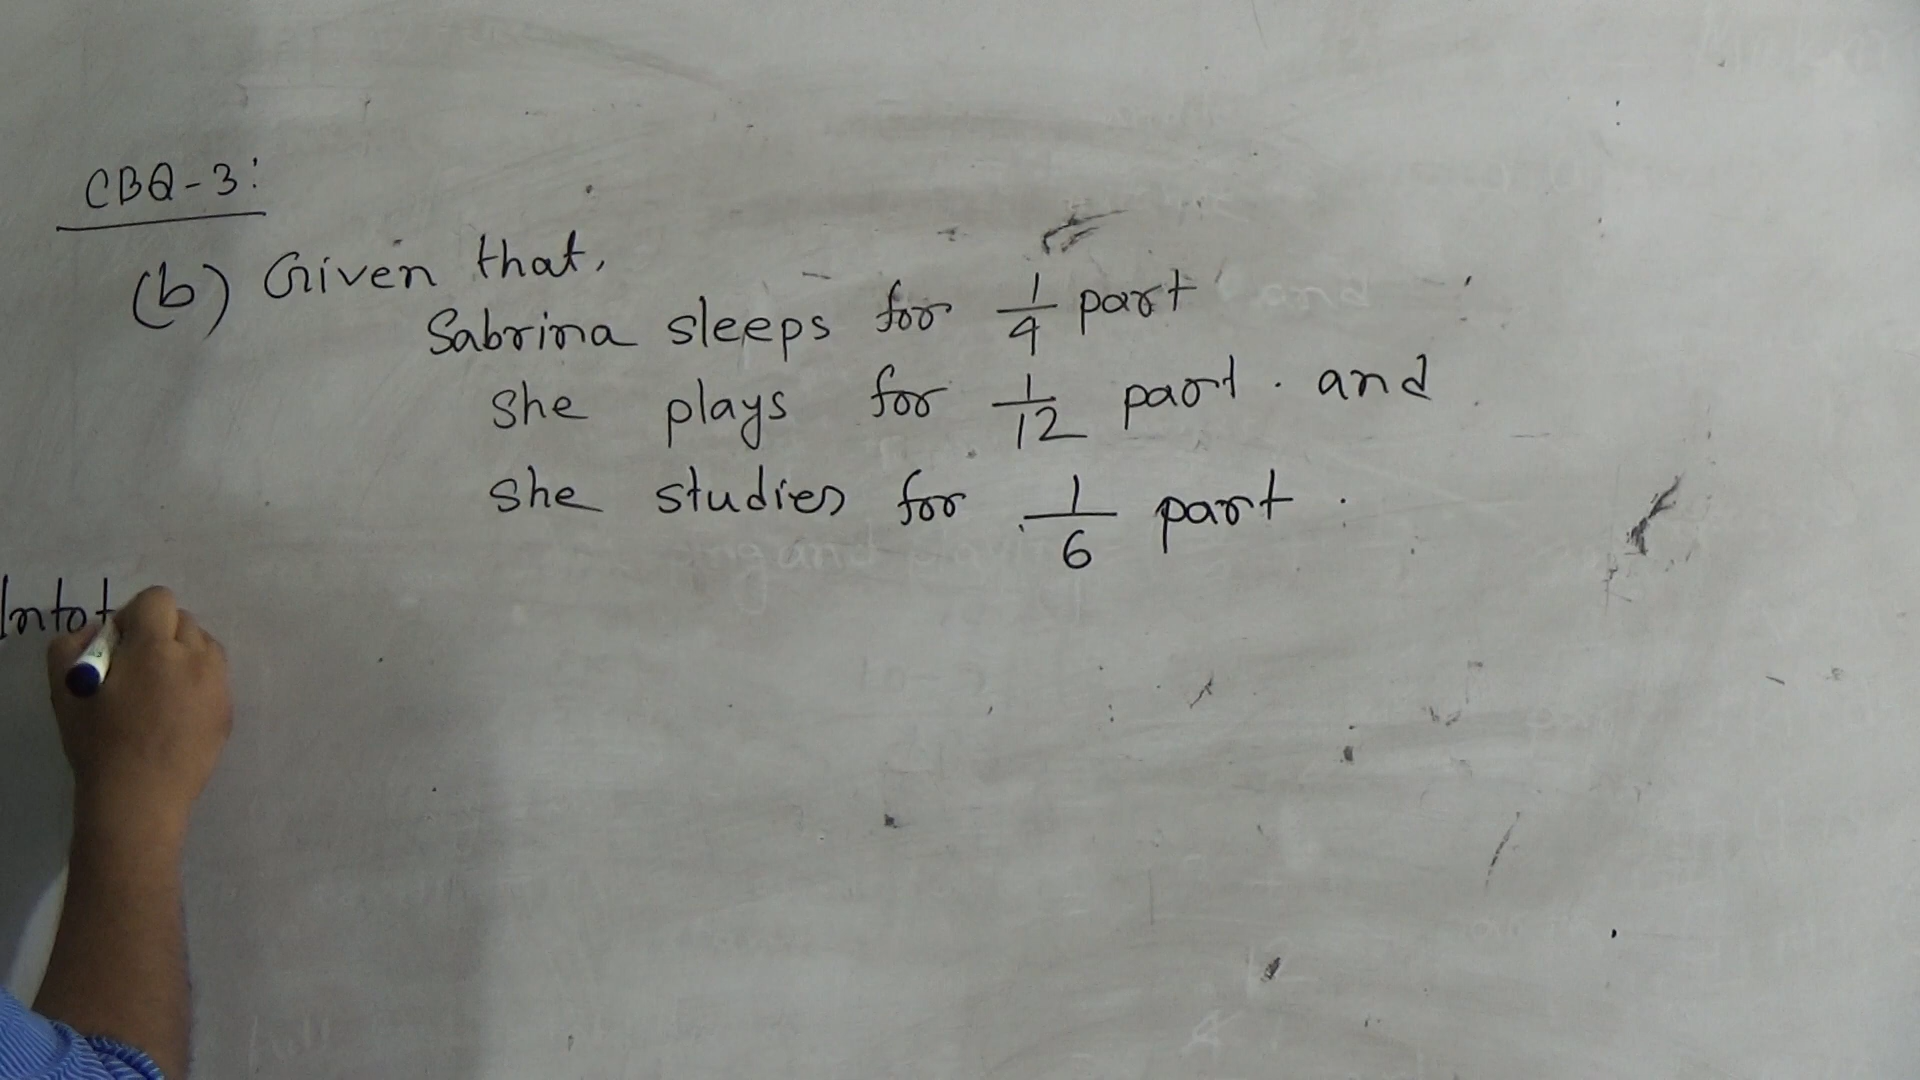 CBQ-3:
(b) Given that,
Sabrina sleeps for 1/4 part
She plays for 1/12 part. and
She studies for 1/6 part.
Intot